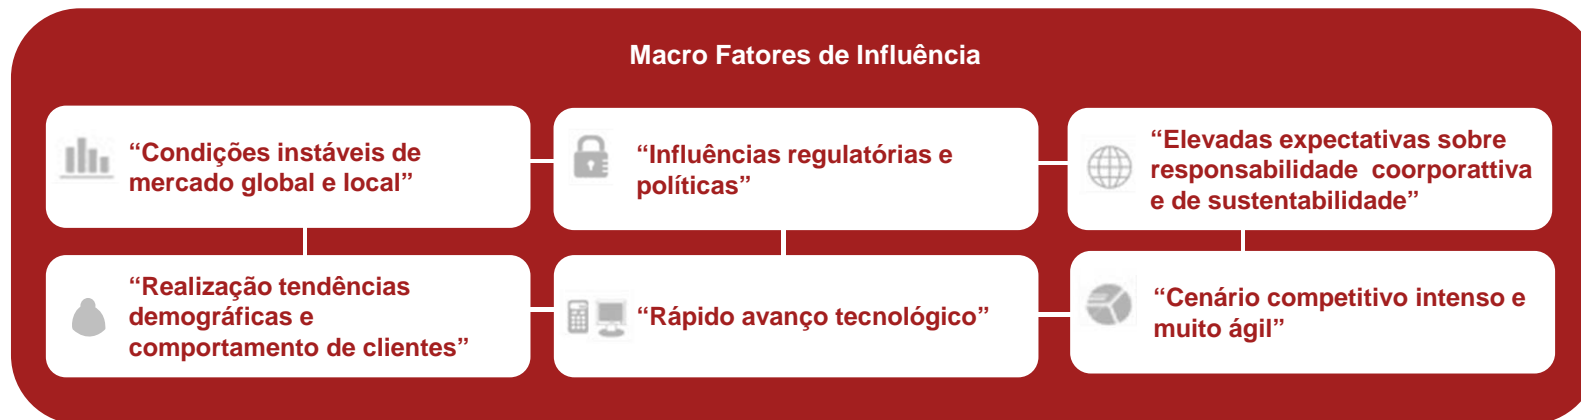 Macro Fatores de Influência
“Condições instáveis de
mercado global e local”
“Influências regulatórias e
políticas”
“Elevadas expectativas sobre
responsabilidade coorporattiva
e de sustentabilidade”
“Realização tendências
demográficas e
comportamento de clientes”
“Rápido avanço tecnológico”
“Cenário competitivo intenso e
muito ágil”